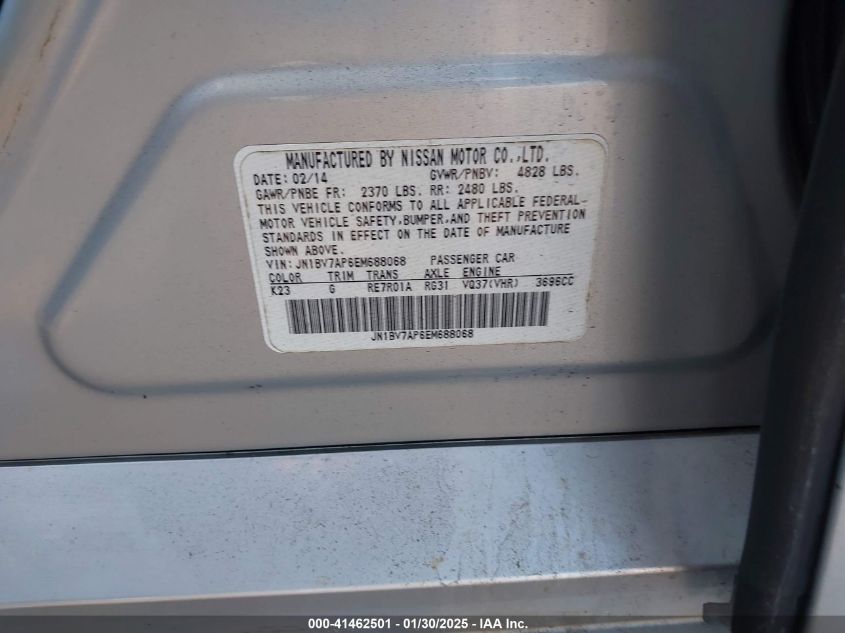 MANUFACTURED BY NISSAN MOTOR CO.,LTD.
DATE: 02/14 GVWR/PNBV: 4828 LBS.
GAWR/PNBE FR: 2370 LBS. RR: 2480 LBS.
THIS VEHICLE CONFORMS TO ALL APPLICABLE FEDERAL
MOTOR VEHICLE SAFETY,BUMPER,AND THEFT PREVENTION
STANDARDS IN EFFECT ON THE DATE OF MANUFACTURE
SHOWN ABOVE.
VIN: JN1BV7AP6EM688068 PASSENGER CAR
COLOR TRIM TRANS AXLE ENGINE
K23 G RE7R01A RG31 VQ37(VHR) 3696CC
JN1BV7AP6EM688068
000-41462501 - 01/30/2025 - IAA Inc.